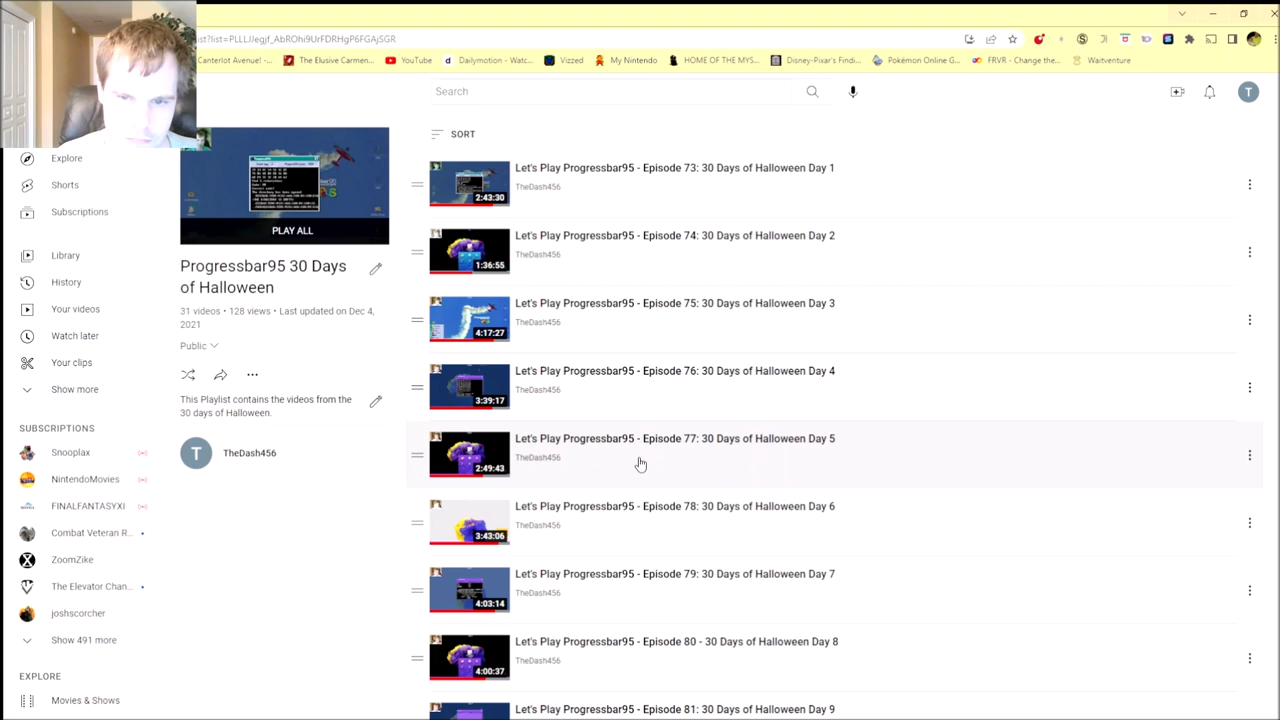 ist?list=PLLLJJegjf_AbROhi9UrFDRHgP6FGAjSGR
Canterlot Avenue! -...
The Elusive Carmen...
YouTube
Dailymotion - Watc...
Vizzed
My Nintendo
HOME OF THE MYS...
Disney-Pixar's Findi...
Pokémon Online G...
FRVR - Change the...
Waitventure
Search
T
Explore
Shorts
Subscriptions
Library
History
Your videos
Watch later
Your clips
Show more
SUBSCRIPTIONS
Snooplax
NintendoMovies
FINALFANTASYXI
Combat Veteran R...
ZoomZike
The Elevator Chan...
joshscorcher
Show 491 more
EXPLORE
Movies & Shows
PLAY ALL
Progressbar95 30 Days
of Halloween
31 videos • 128 views • Last updated on Dec 4,
2021
Public
This Playlist contains the videos from the
30 days of Halloween.
T
TheDash456
SORT
2:43:30
Let's Play Progressbar95 - Episode 73: 30 Days of Halloween Day 1
TheDash456
1:36:55
Let's Play Progressbar95 - Episode 74: 30 Days of Halloween Day 2
TheDash456
4:17:27
Let's Play Progressbar95 - Episode 75: 30 Days of Halloween Day 3
TheDash456
3:39:17
Let's Play Progressbar95 - Episode 76: 30 Days of Halloween Day 4
TheDash456
2:49:43
Let's Play Progressbar95 - Episode 77: 30 Days of Halloween Day 5
TheDash456
3:43:06
Let's Play Progressbar95 - Episode 78: 30 Days of Halloween Day 6
TheDash456
4:03:14
Let's Play Progressbar95 - Episode 79: 30 Days of Halloween Day 7
TheDash456
4:00:37
Let's Play Progressbar95 - Episode 80 - 30 Days of Halloween Day 8
TheDash456
Let's Play Progressbar95 - Episode 81: 30 Days of Halloween Day 9